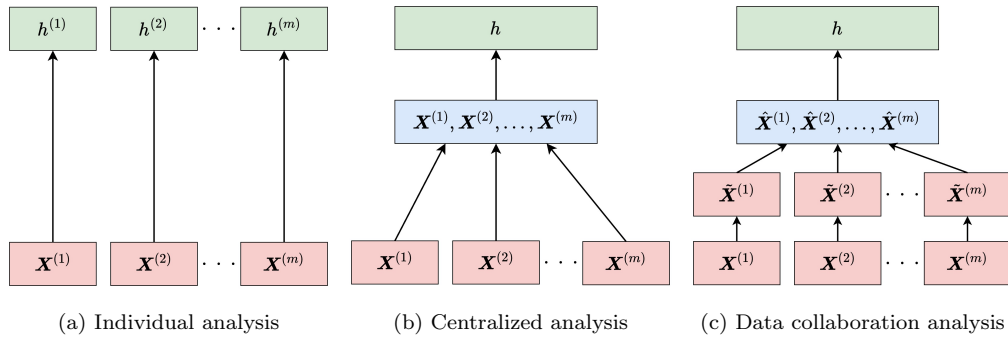 h^{(1)} h^{(2)} · · · h^{(m)}
X^{(1)} X^{(2)} · · · X^{(m)}
(a) Individual analysis
h
X^{(1)}, X^{(2)}, . . . , X^{(m)}
X^{(1)} X^{(2)} · · · X^{(m)}
(b) Centralized analysis
h
X̂^{(1)}, X̂^{(2)}, . . . , X̂^{(m)}
X̃^{(1)} X̃^{(2)} · · · X̃^{(m)}
X^{(1)} X^{(2)} · · · X^{(m)}
(c) Data collaboration analysis